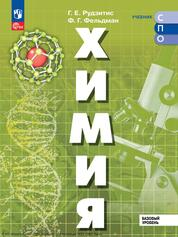 Г. Е. Рудзитис
Ф. Г. Фельдман
УЧЕБНИК
СПО
ХИМИЯ
БАЗОВЫЙ
УРОВЕНЬ